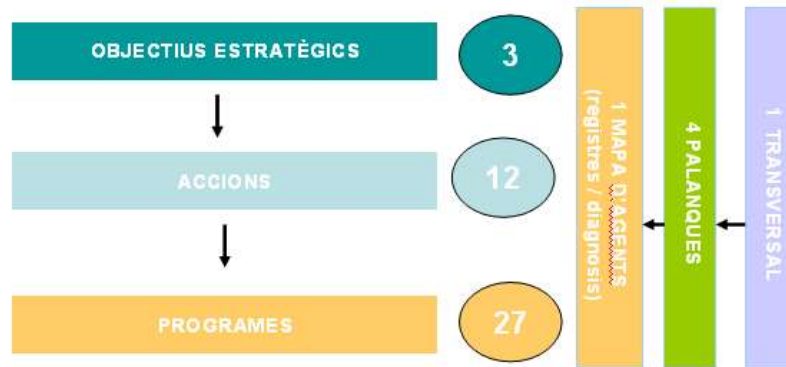 OBJECTIUS ESTRATÈGICS
3
ACCIONS
12
PROGRAMES
27
1 MAPA D'AGENTS
(registres / diagnosis)
4 PALANQUES
1 TRANSVERSAL